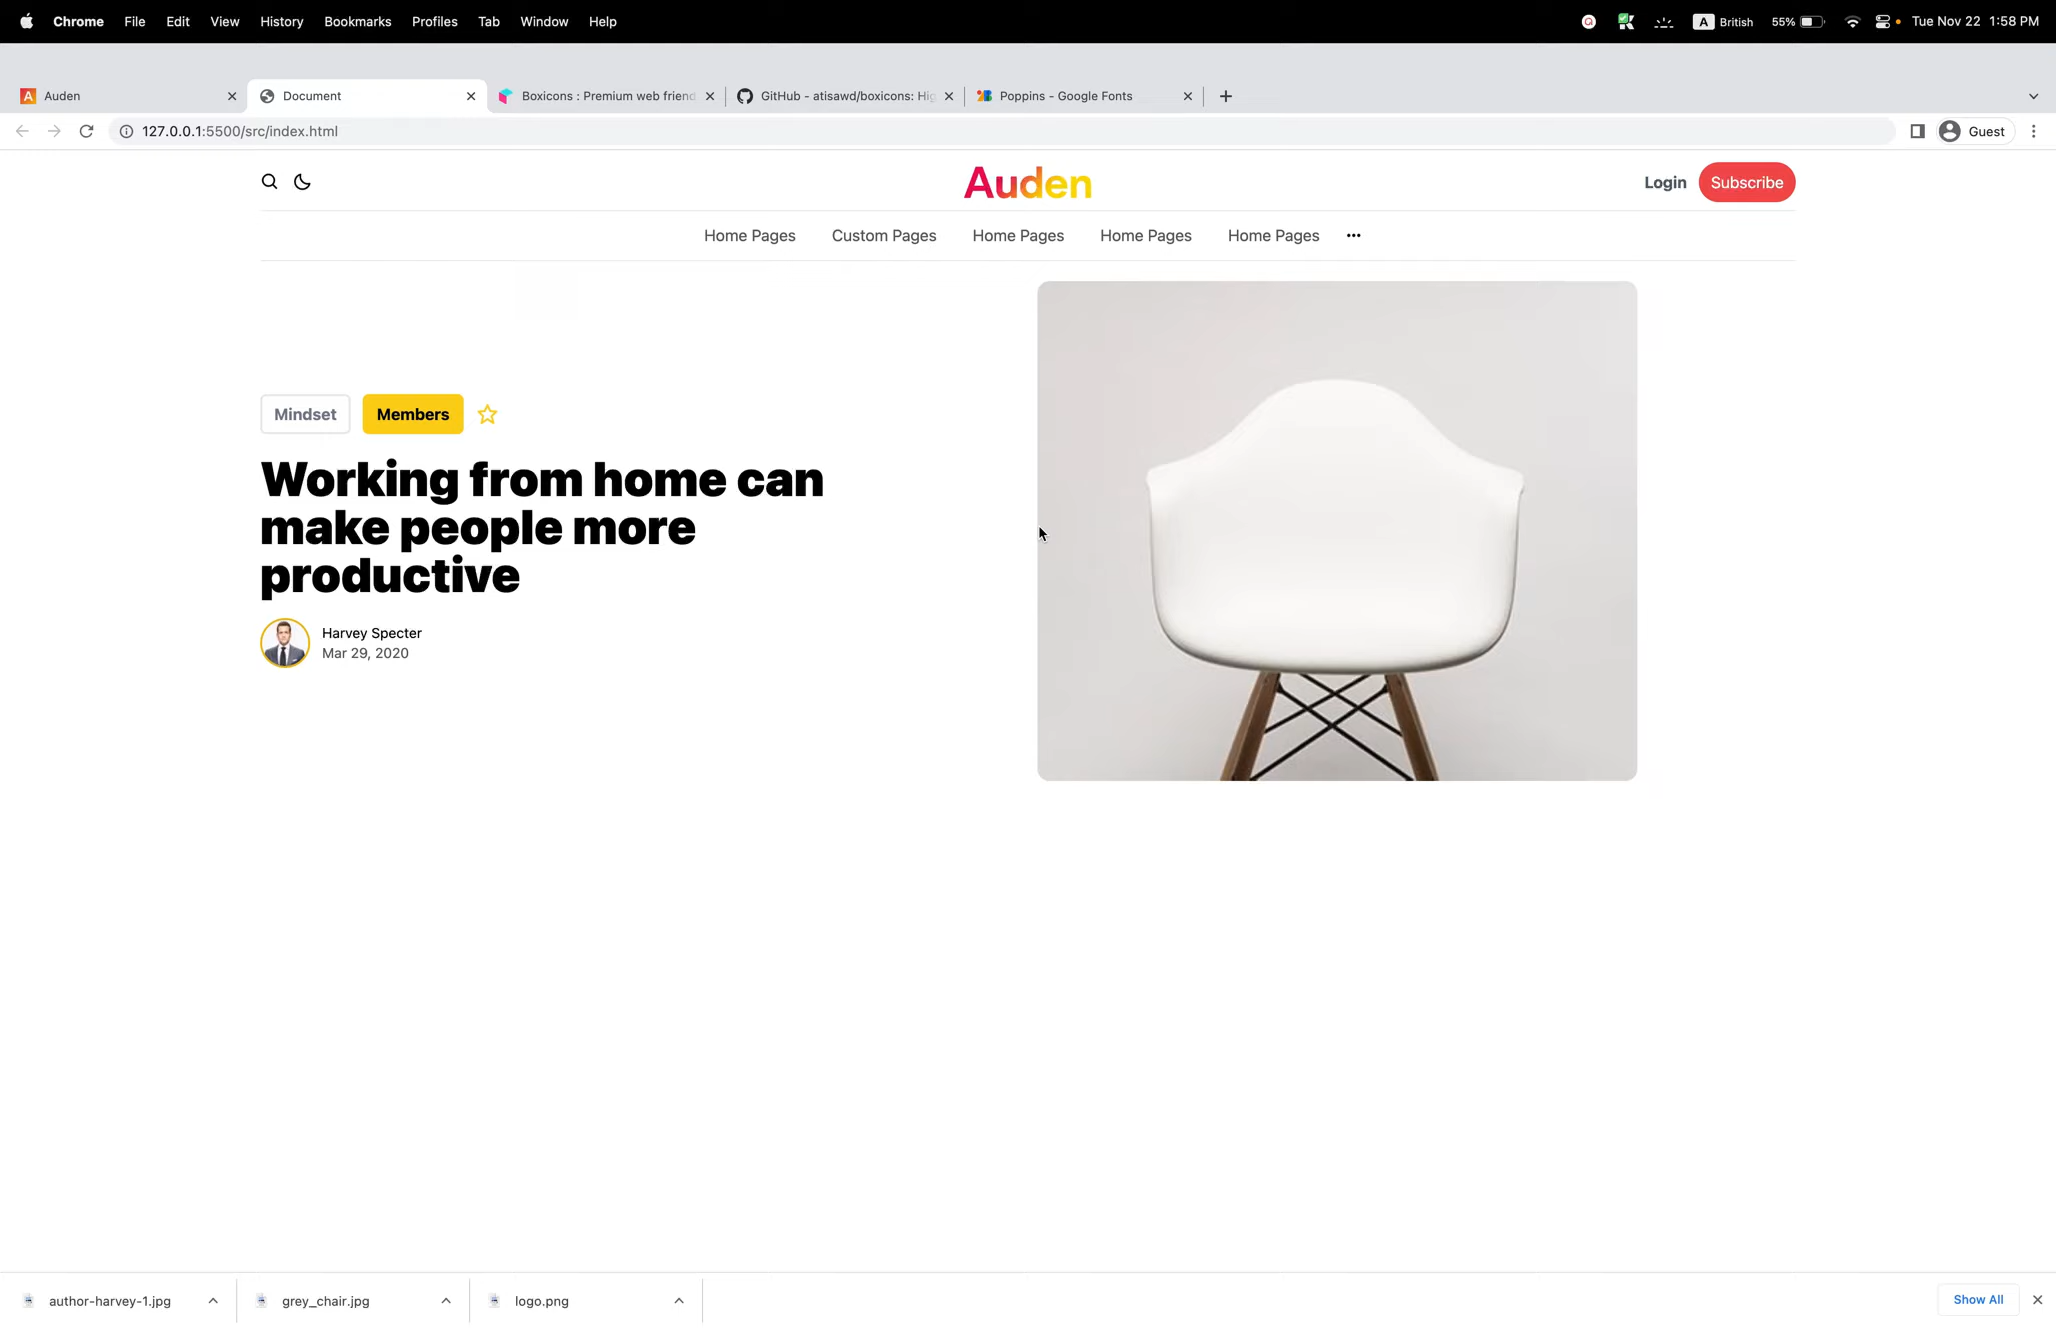 Chrome File Edit View History Bookmarks Profiles Tab Window Help A British 55% Tue Nov 22 1:58 PM
A Auden Document Boxicons : Premium web friend GitHub - atisawd/boxicons: Hig Poppins - Google Fonts
127.0.0.1:5500/src/index.html Guest
Auden Login Subscribe
Home Pages Custom Pages Home Pages Home Pages Home Pages
Mindset Members
Working from home can
make people more
productive
Harvey Specter
Mar 29, 2020
author-harvey-1.jpg grey_chair.jpg logo.png Show All